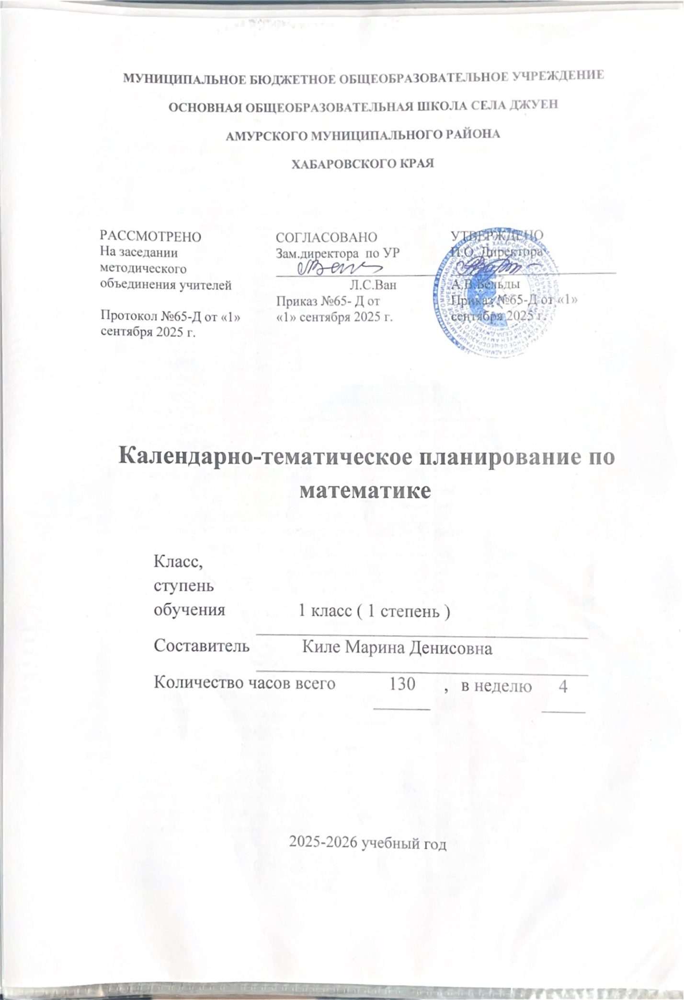 МУНИЦИПАЛЬНОЕ БЮДЖЕТНОЕ ОБЩЕОБРАЗОВАТЕЛЬНОЕ УЧРЕЖДЕНИЕ
ОСНОВНАЯ ОБЩЕОБРАЗОВАТЕЛЬНАЯ ШКОЛА СЕЛА ДЖУЕН
АМУРСКОГО МУНИЦИПАЛЬНОГО РАЙОНА
ХАБАРОВСКОГО КРАЯ
РАССМОТРЕНО
На заседании
методического
объединения учителей
Протокол №65-Д от «1»
сентября 2025 г.
СОГЛАСОВАНО
Зам.директора по УР
Л.С.Ван
Приказ №65- Д от
«1» сентября 2025 г.
УТВЕРЖДЕНО
И.О. Директора
А.В.Бельды
Приказ №65-Д от «1»
сентября 2025 г.
Календарно-тематическое планирование по
математике
Класс,
ступень
обучения 1 класс ( 1 степень )
Составитель Киле Марина Денисовна
Количество часов всего 130 , в неделю 4
2025-2026 учебный год